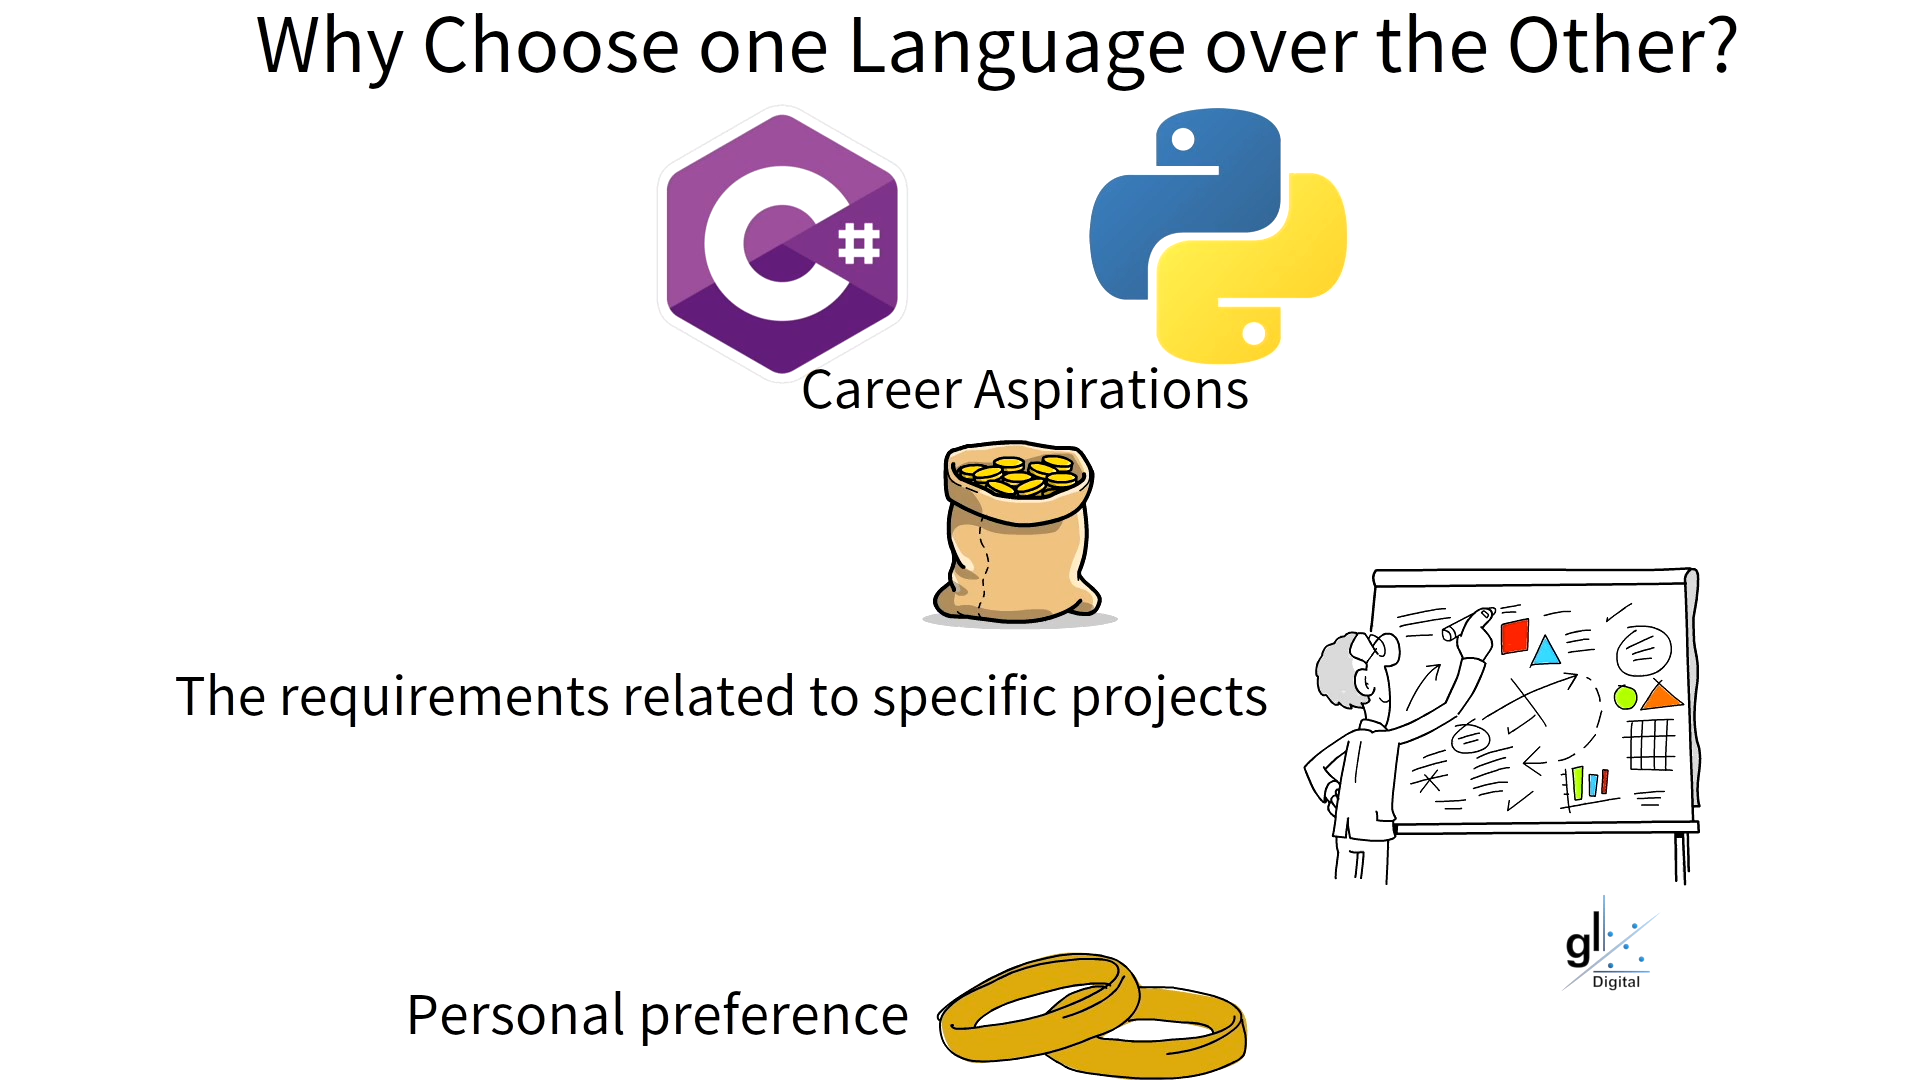 Why Choose one Language over the Other?
C#
Career Aspirations
The requirements related to specific projects
gl
Digital
Personal preference